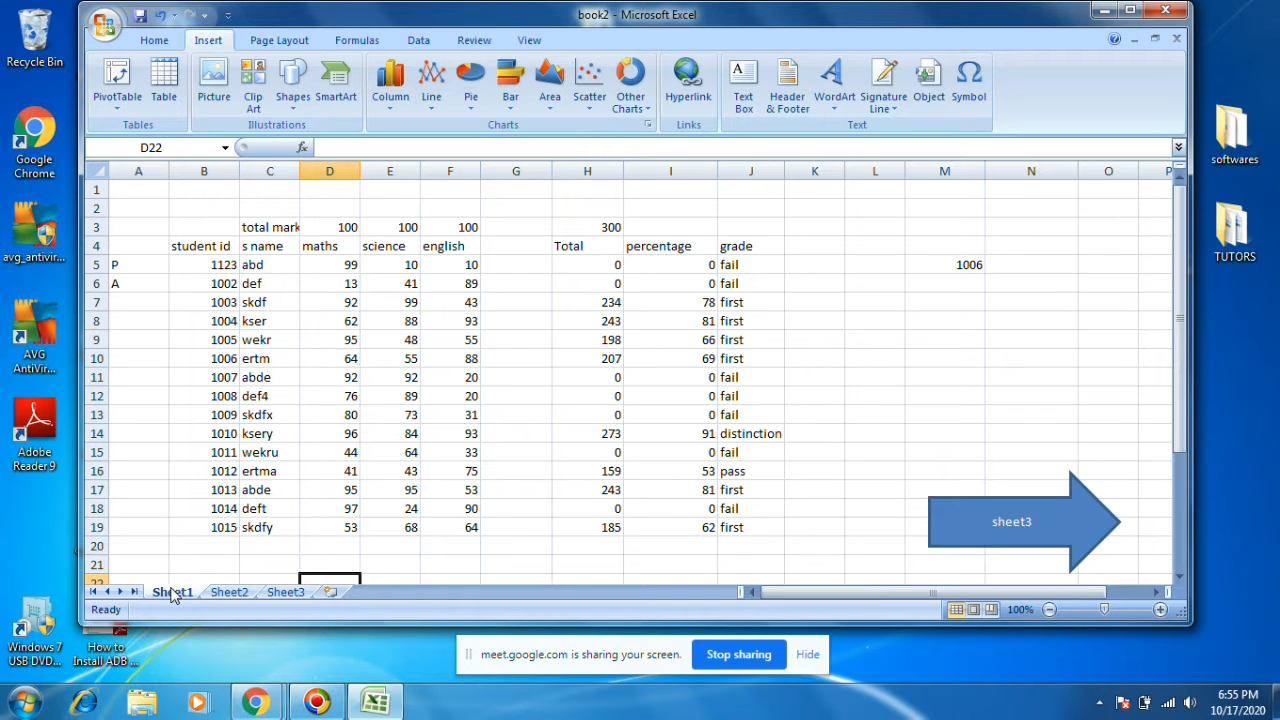 Recycle Bin
Google Chrome
avg_antivir...
AVG AntiVir...
Adobe Reader 9
Windows 7 USB DVD...
How to Install ADB ...
softwares
TUTORS
book2 - Microsoft Excel
Home Insert Page Layout Formulas Data Review View
PivotTable Table Picture Clip Art Shapes SmartArt Column Line Pie Bar Area Scatter Other Charts Hyperlink Text Box Header & Footer WordArt Signature Line Object Symbol
Tables Illustrations Charts Links Text
D22 fx
A B C D E F G H I J K L M N O P
1
2
3 total mark 100 100 100 300
4 student id s name maths science english Total percentage grade
5 P 1123 abd 99 10 10 0 0 fail 1006
6 A 1002 def 13 41 89 0 0 fail
7 1003 skdf 92 99 43 234 78 first
8 1004 kser 62 88 93 243 81 first
9 1005 wekr 95 48 55 198 66 first
10 1006 ertm 64 55 88 207 69 first
11 1007 abde 92 92 20 0 0 fail
12 1008 def4 76 89 20 0 0 fail
13 1009 skdfx 80 73 31 0 0 fail
14 1010 ksery 96 84 93 273 91 distinction
15 1011 wekru 44 64 33 0 0 fail
16 1012 ertma 41 43 75 159 53 pass
17 1013 abde 95 95 53 243 81 first
18 1014 deft 97 24 90 0 0 fail
19 1015 skdfy 53 68 64 185 62 first
20
21
22
sheet3
Sheet1 Sheet2 Sheet3
Ready 100%
meet.google.com is sharing your screen. Stop sharing Hide
6:55 PM
10/17/2020